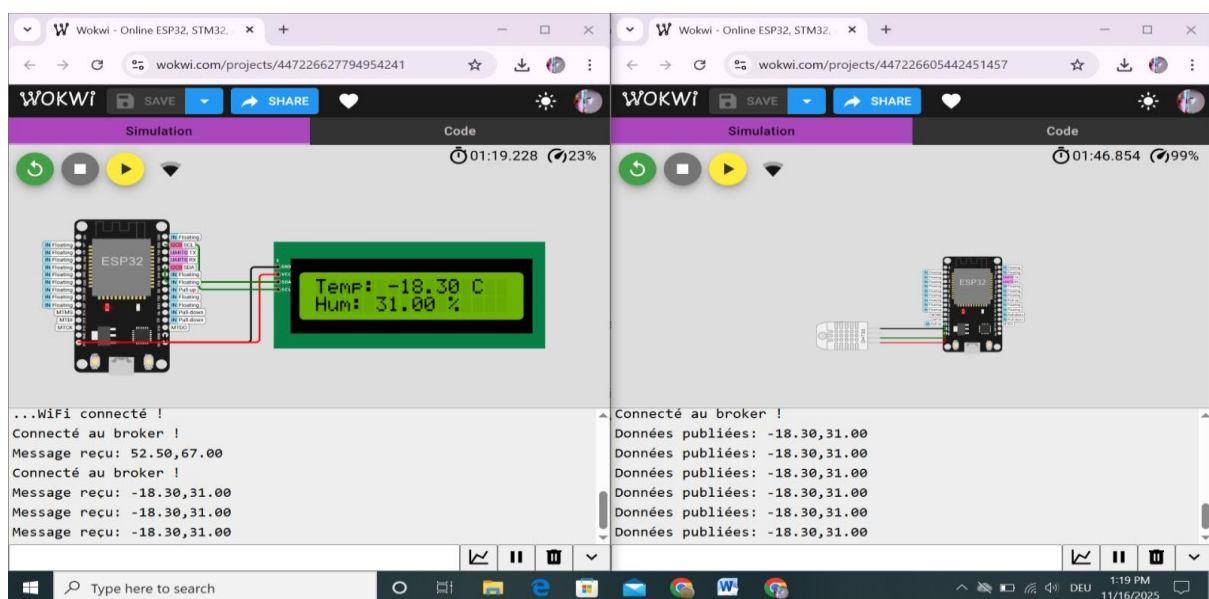 Wokwi - Online ESP32, STM32,
wokwi.com/projects/447226627794954241
WOKWi SAVE SHARE
Simulation Code
01:19.228 23%
ESP32
Temp: -18.30 C
Hum: 31.00 %
...WiFi connecté !
Connecté au broker !
Message reçu: 52.50,67.00
Connecté au broker !
Message reçu: -18.30,31.00
Message reçu: -18.30,31.00
Message reçu: -18.30,31.00
Wokwi - Online ESP32, STM32,
wokwi.com/projects/447226605442451457
WOKWi SAVE SHARE
Simulation Code
01:46.854 99%
ESP32
Connecté au broker !
Données publiées: -18.30,31.00
Données publiées: -18.30,31.00
Données publiées: -18.30,31.00
Données publiées: -18.30,31.00
Données publiées: -18.30,31.00
Type here to search
DEU
1:19 PM
11/16/2025